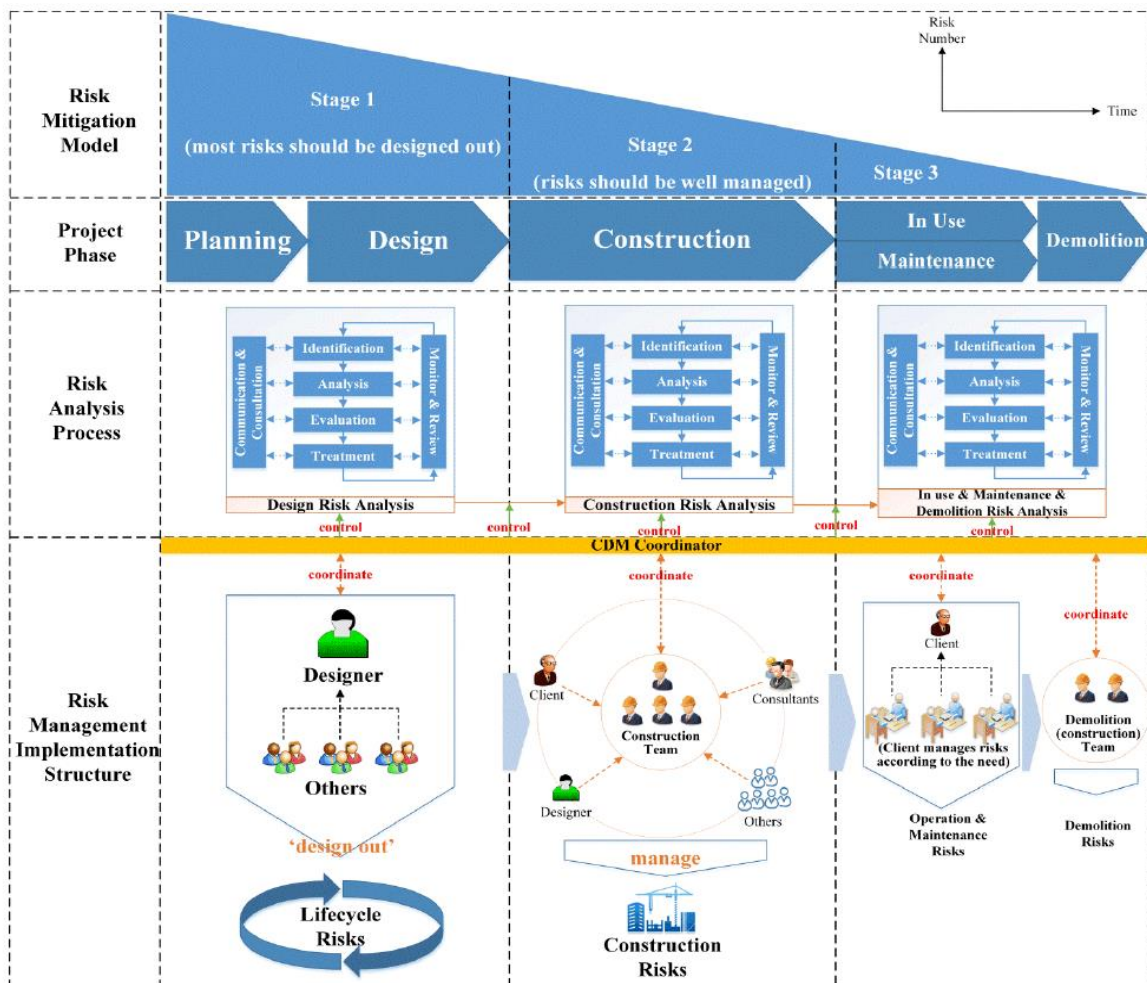 Risk
Mitigation
Model
Stage 1
(most risks should be designed out)
Stage 2
(risks should be well managed)
Stage 3
Risk
Number
Time
Project
Phase
Planning
Design
Construction
In Use
Maintenance
Demolition
Risk
Analysis
Process
Communication &
Consultation
Identification
Analysis
Evaluation
Treatment
Monitor & Review
Design Risk Analysis
Communication &
Consultation
Identification
Analysis
Evaluation
Treatment
Monitor & Review
Construction Risk Analysis
Communication &
Consultation
Identification
Analysis
Evaluation
Treatment
Monitor & Review
In use & Maintenance &
Demolition Risk Analysis
control
control
control
control
control
CDM Coordinator
Risk
Management
Implementation
Structure
coordinate
Designer
Others
'design out'
Lifecycle
Risks
coordinate
Client
Consultants
Construction
Team
Designer
Others
manage
Construction
Risks
coordinate
Client
(Client manages risks
according to the need)
Operation &
Maintenance
Risks
coordinate
Demolition
(construction)
Team
Demolition
Risks